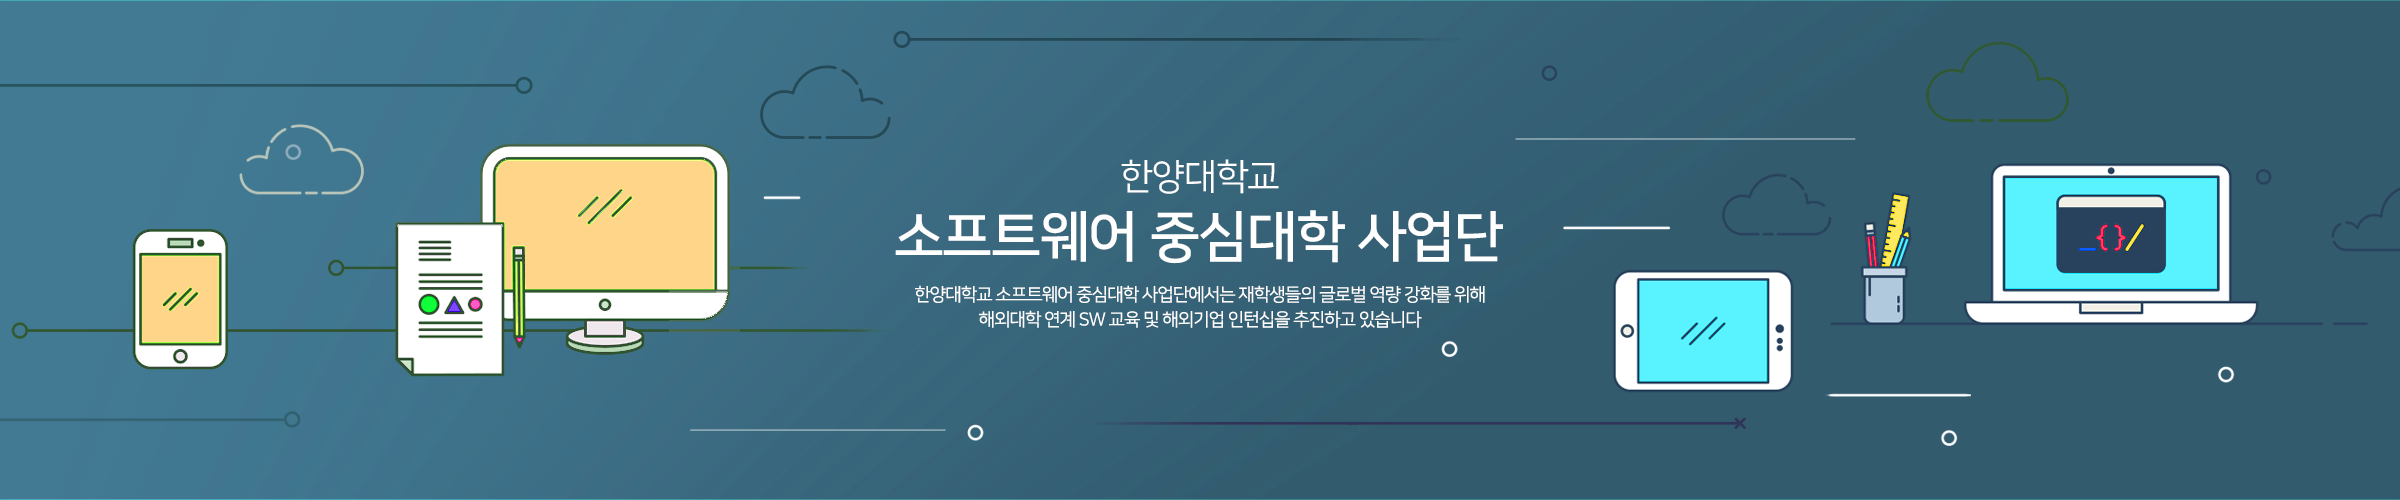 한양대학교
소프트웨어 중심대학 사업단
한양대학교 소프트웨어 중심대학 사업단에서는 재학생들의 글로벌 역량 강화를 위해
해외대학 연계 SW 교육 및 해외기업 인턴십을 추진하고 있습니다
_{}/